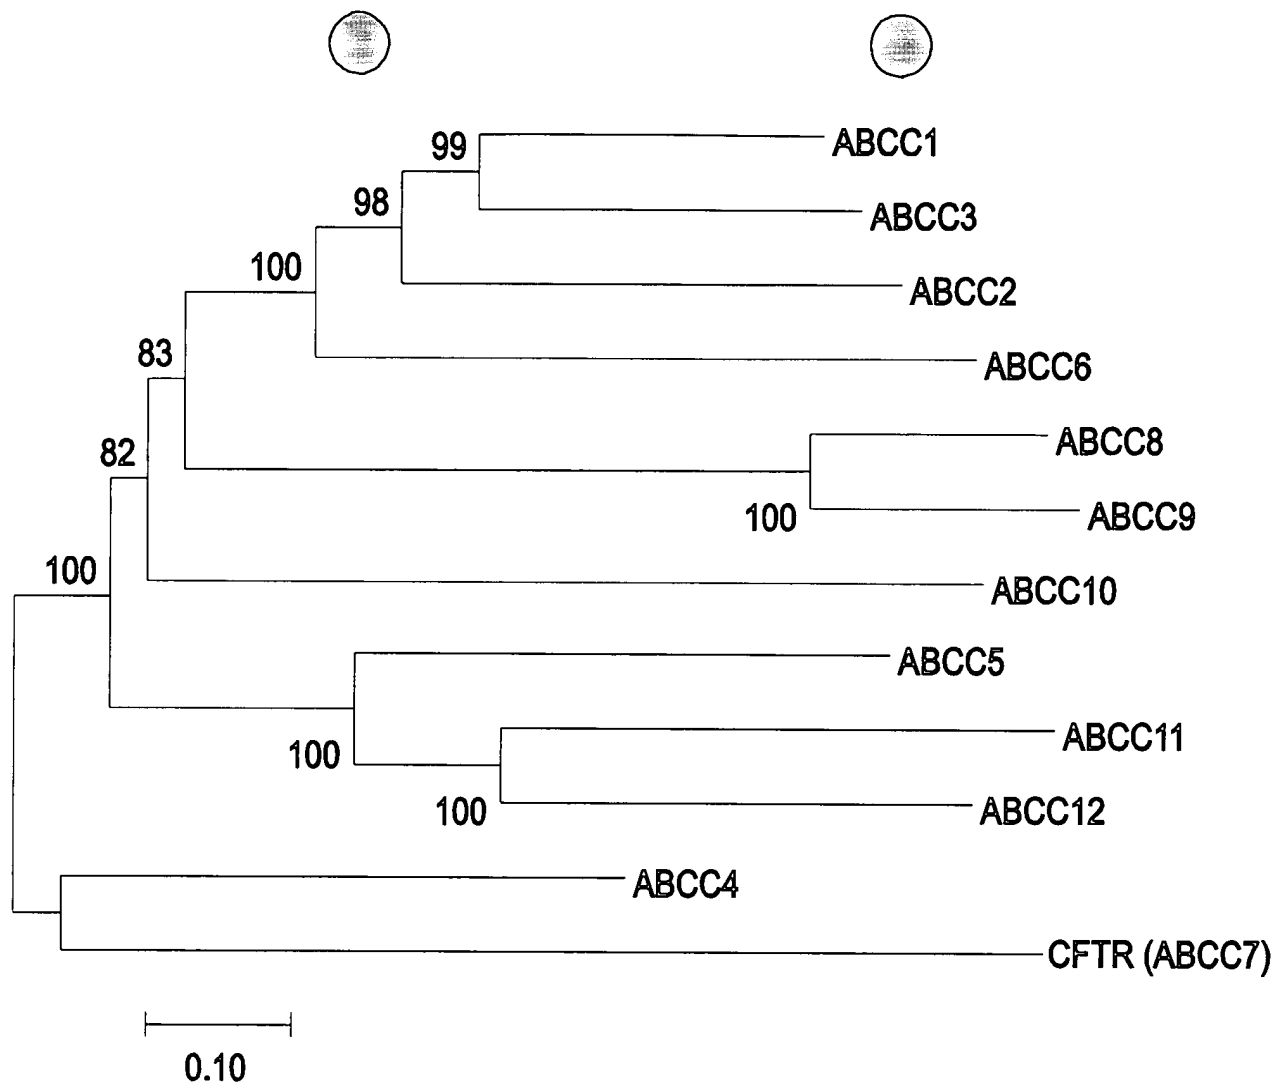 99
ABCC1
98
ABCC3
100
ABCC2
83
ABCC6
82
ABCC8
100
ABCC9
100
ABCC10
ABCC5
100
ABCC11
100
ABCC12
ABCC4
CFTR (ABCC7)
0.10